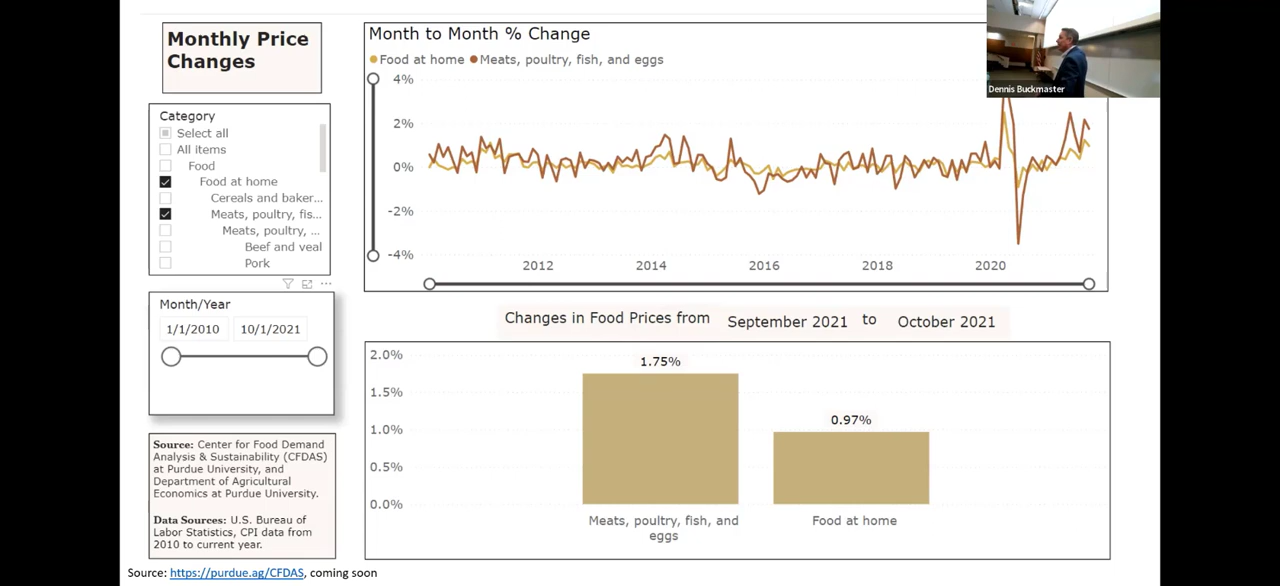 Monthly Price
Changes
Category
Select all
All items
Food
Food at home
Cereals and baker...
Meats, poultry, fis...
Meats, poultry, ...
Beef and veal
Pork
Month/Year
1/1/2010 10/1/2021
Source: Center for Food Demand
Analysis & Sustainability (CFDAS)
at Purdue University, and
Department of Agricultural
Economics at Purdue University.
Data Sources: U.S. Bureau of
Labor Statistics, CPI data from
2010 to current year.
Source: https://purdue.ag/CFDAS, coming soon
Month to Month % Change
Food at home Meats, poultry, fish, and eggs
4%
2%
0%
-2%
-4%
2012 2014 2016 2018 2020
Dennis Buckmaster
Changes in Food Prices from September 2021 to October 2021
2.0%
1.5%
1.0%
0.5%
0.0%
1.75%
0.97%
Meats, poultry, fish, and
eggs
Food at home